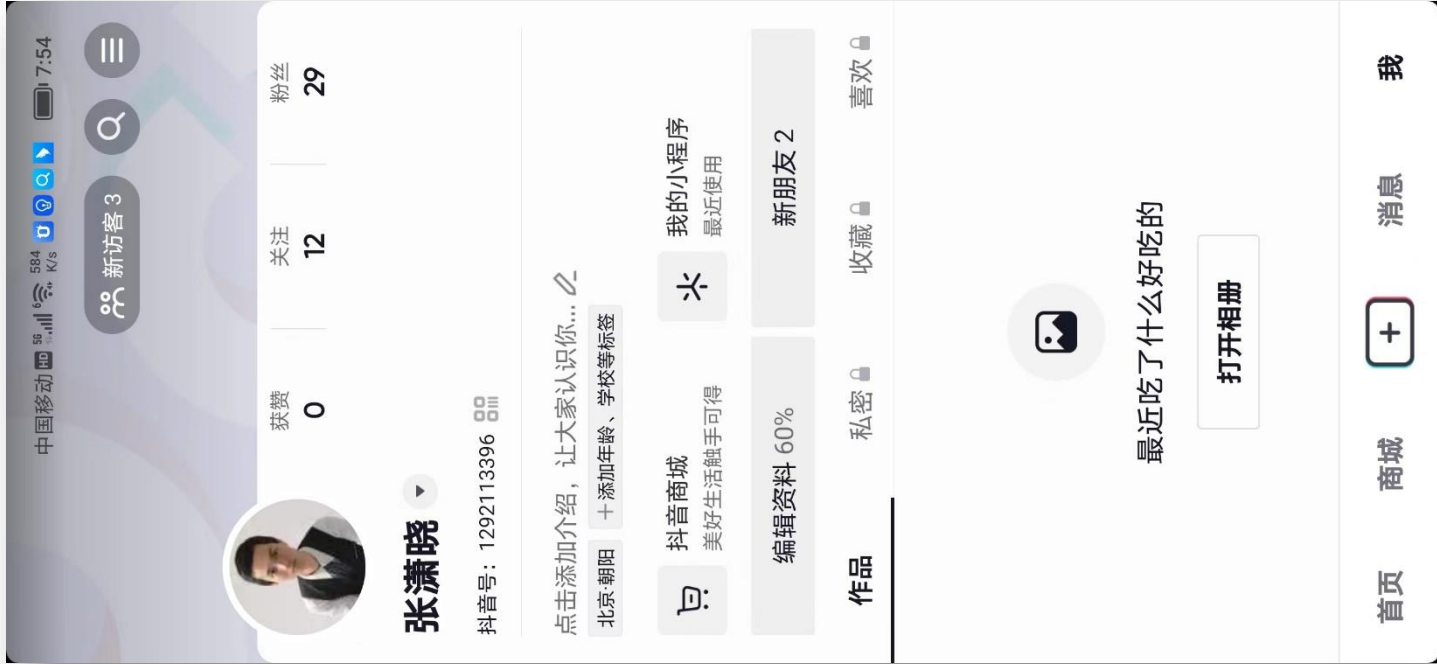 中国移动 HD 5G 6 584 K/s 7:54
新访客 3
获赞 关注 粉丝
0 12 29
张潇晓
抖音号：1292113396
点击添加介绍，让大家认识你...
北京·朝阳 +添加年龄、学校等标签
抖音商城 我的小程序
美好生活触手可得 最近使用
编辑资料 60% 新朋友 2
作品 私密 收藏 喜欢
最近吃了什么好吃的
打开相册
首页 商城 消息 我